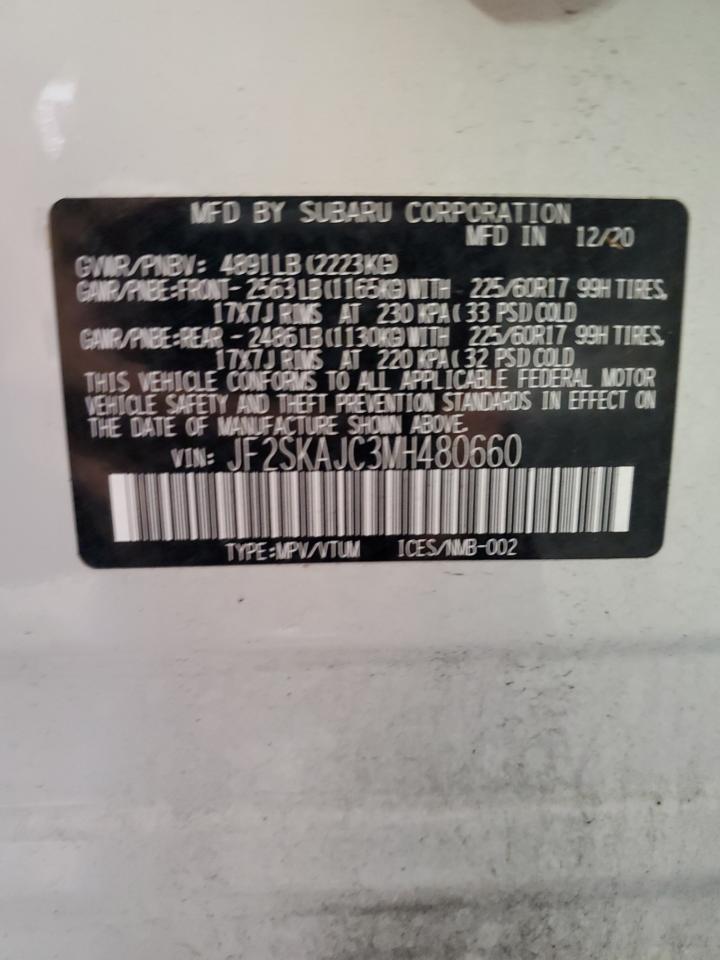 MFD BY SUBARU CORPORATION
MFD IN 12/20
GVWR/PNBV: 4891LB(2223KG)
GAWR/PNBE:FRONT-2563LB(1165KG)WITH 225/60R17 99H TIRES,
17X7J RIMS AT 230 KPA(33 PSI)COLD
GAWR/PNBE:REAR -2486LB(1130KG)WITH 225/60R17 99H TIRES,
17X7J RIMS AT 220 KPA(32 PSI)COLD
THIS VEHICLE CONFORMS TO ALL APPLICABLE FEDERAL MOTOR
VEHICLE SAFETY AND THEFT PREVENTION STANDARDS IN EFFECT ON
THE DATE OF MANUFACTURE SHOWN ABOVE.
VIN: JF2SKAJC3MH480660
TYPE:MPV/VTUM ICES/NMB-002